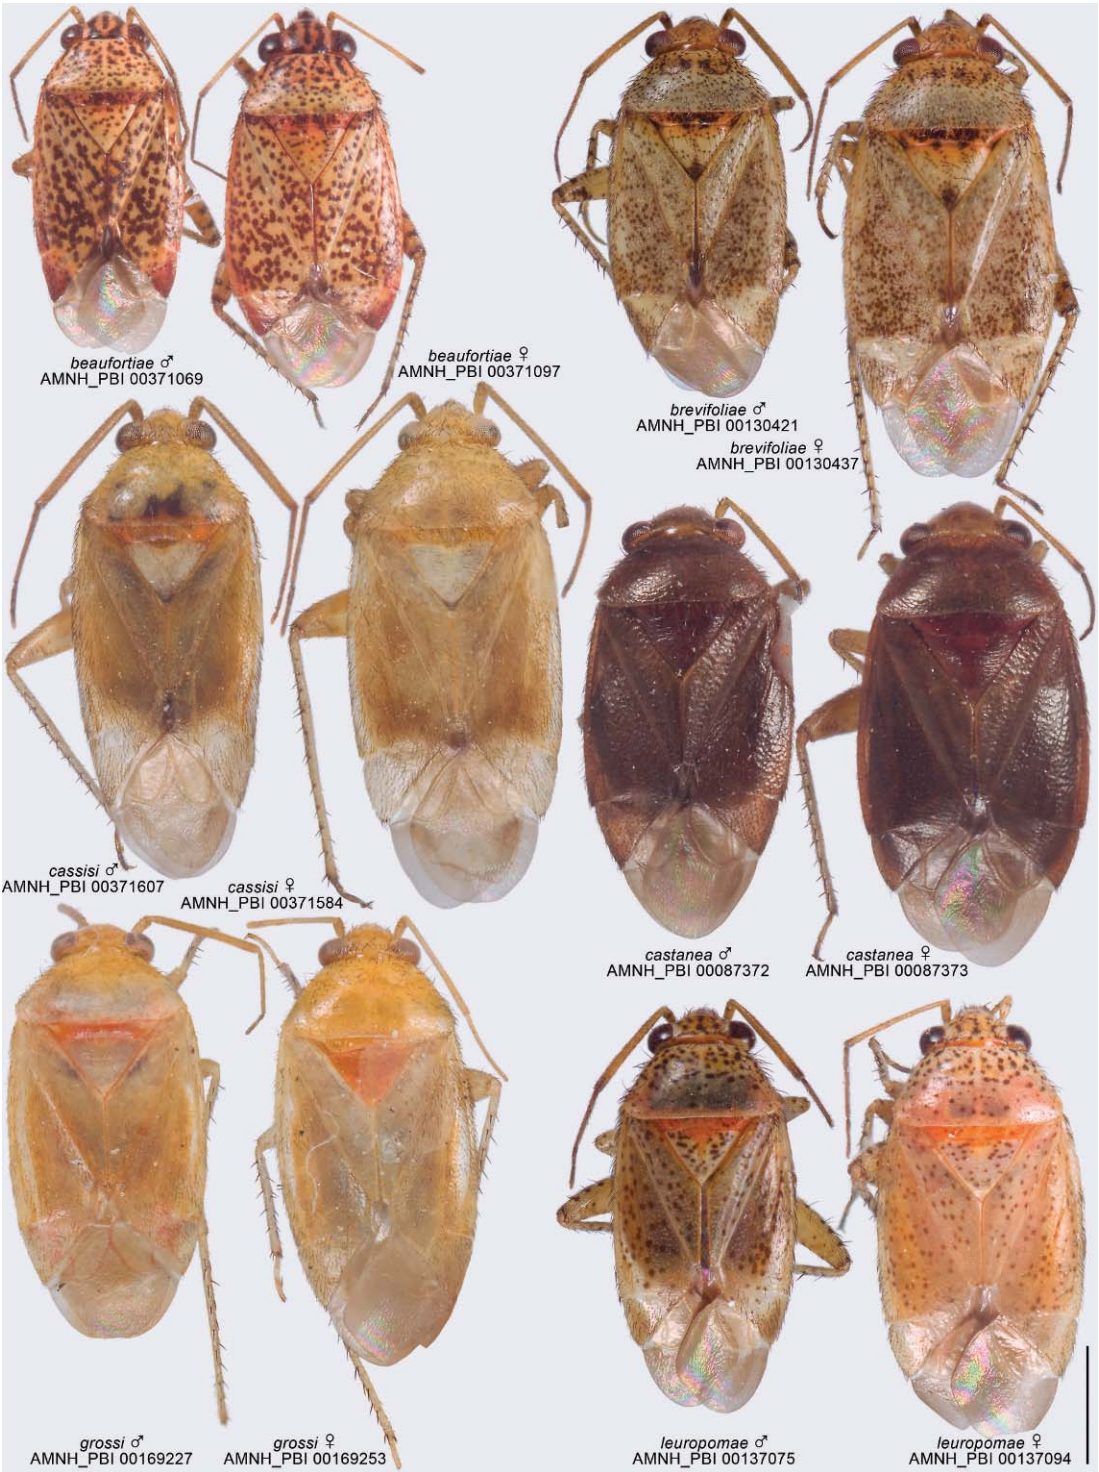 beaufortiae ♂
AMNH_PBI 00371069
beaufortiae ♀
AMNH_PBI 00371097
brevifoliae ♂
AMNH_PBI 00130421
brevifoliae ♀
AMNH_PBI 00130437
cassisi ♂
AMNH_PBI 00371607
cassisi ♀
AMNH_PBI 00371584
castanea ♂
AMNH_PBI 00087372
castanea ♀
AMNH_PBI 00087373
grossi ♂
AMNH_PBI 00169227
grossi ♀
AMNH_PBI 00169253
leuropomae ♂
AMNH_PBI 00137075
leuropomae ♀
AMNH_PBI 00137094